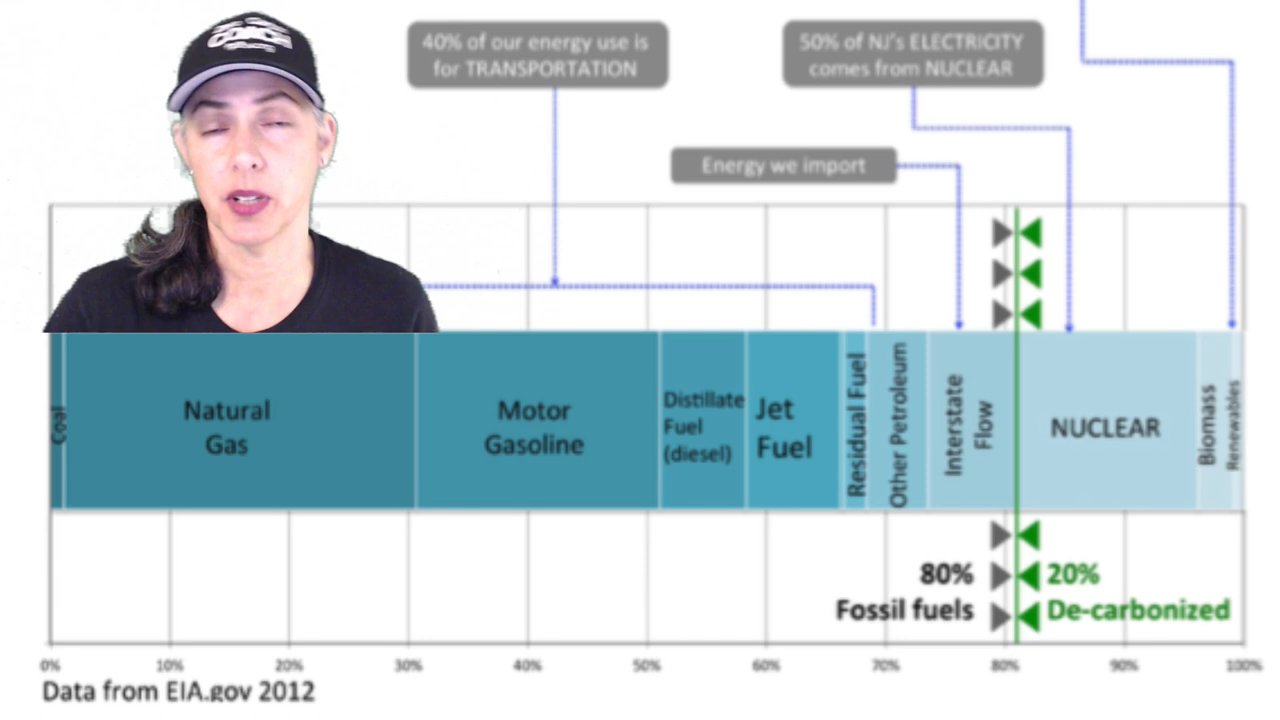 COACH
40% of our energy use is
for TRANSPORTATION
50% of NJ's ELECTRICITY
comes from NUCLEAR
Energy we import
Coal
Natural
Gas
Motor
Gasoline
Distillate
Fuel
(diesel)
Jet
Fuel
Residual Fuel
Other Petroleum
Interstate
Flow
NUCLEAR
Biomass
Renewables
80%
Fossil fuels
20%
De-carbonized
0%
10%
20%
30%
40%
50%
60%
70%
80%
90%
100%
Data from EIA.gov 2012